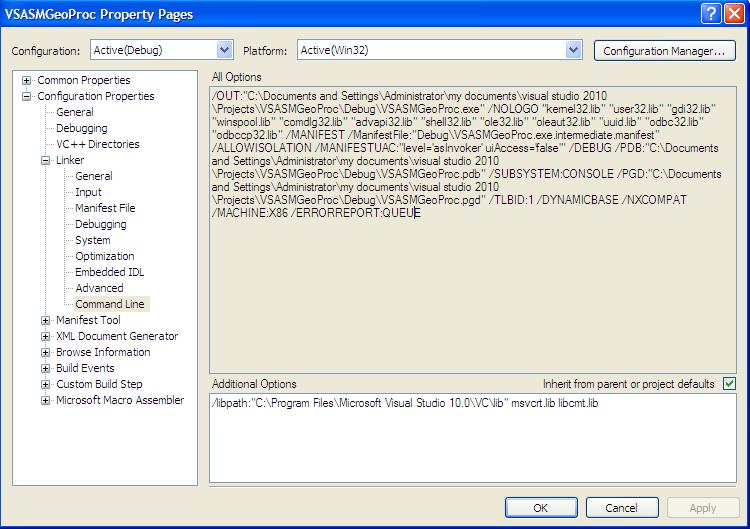 VSASMGeoProc Property Pages
Configuration: Active(Debug) Platform: Active(Win32) Configuration Manager...
Common Properties
Configuration Properties
General
Debugging
VC++ Directories
Linker
General
Input
Manifest File
Debugging
System
Optimization
Embedded IDL
Advanced
Command Line
Manifest Tool
XML Document Generator
Browse Information
Build Events
Custom Build Step
Microsoft Macro Assembler
All Options
/OUT:"C:\Documents and Settings\Administrator\my documents\visual studio 2010
\Projects\VSASMGeoProc\Debug\VSASMGeoProc.exe" /NOLOGO "kernel32.lib" "user32.lib" "gdi32.lib"
"winspool.lib" "comdlg32.lib" "advapi32.lib" "shell32.lib" "ole32.lib" "oleaut32.lib" "uuid.lib" "odbc32.lib"
"odbccp32.lib" /MANIFEST /ManifestFile:"Debug\VSASMGeoProc.exe.intermediate.manifest"
/ALLOWISOLATION /MANIFESTUAC:"level='asInvoker' uiAccess='false'" /DEBUG /PDB:"C:\Documents
and Settings\Administrator\my documents\visual studio 2010
\Projects\VSASMGeoProc\Debug\VSASMGeoProc.pdb" /SUBSYSTEM:CONSOLE /PGD:"C:\Documents
and Settings\Administrator\my documents\visual studio 2010
\Projects\VSASMGeoProc\Debug\VSASMGeoProc.pgd" /TLBID:1 /DYNAMICBASE /NXCOMPAT
/MACHINE:X86 /ERRORREPORT:QUEUE
Additional Options Inherit from parent or project defaults
/libpath:"C:\Program Files\Microsoft Visual Studio 10.0\VC\lib" msvcrt.lib libcmt.lib
OK Cancel Apply